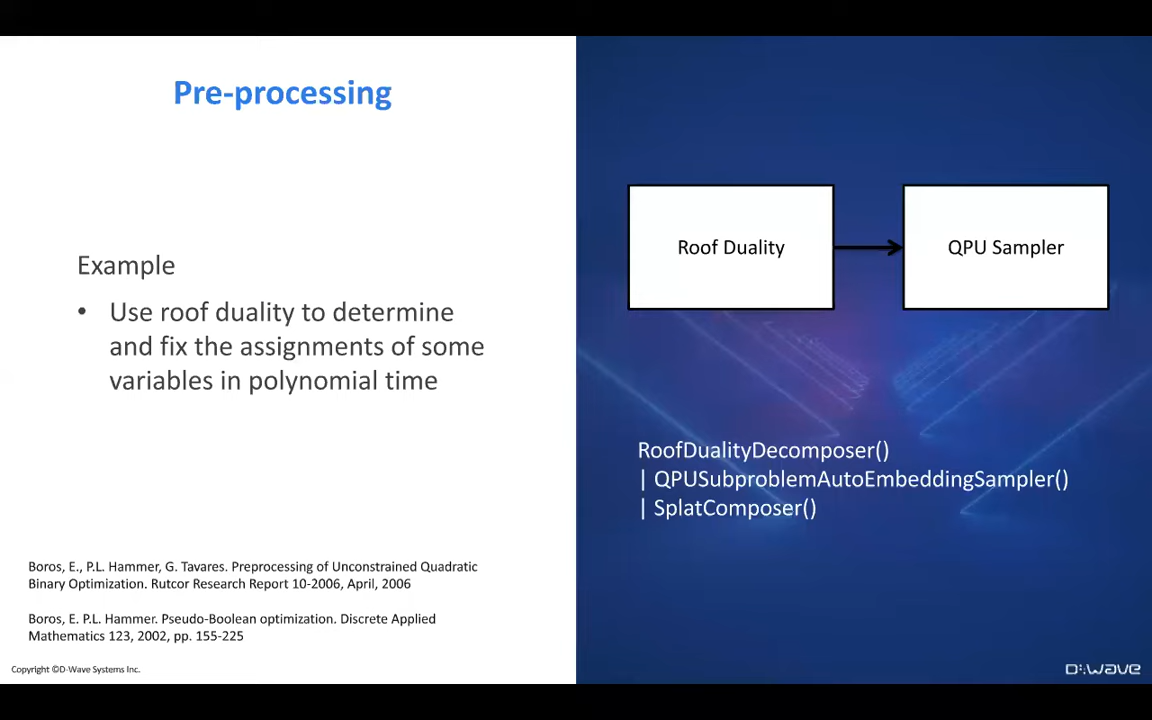 Pre-processing
Example
• Use roof duality to determine
and fix the assignments of some
variables in polynomial time
Boros, E., P.L. Hammer, G. Tavares. Preprocessing of Unconstrained Quadratic
Binary Optimization. Rutcor Research Report 10-2006, April, 2006
Boros, E. P.L. Hammer. Pseudo-Boolean optimization. Discrete Applied
Mathematics 123, 2002, pp. 155-225
Copyright ©D-Wave Systems Inc.
Roof Duality
QPU Sampler
RoofDualityDecomposer()
| QPUSubproblemAutoEmbeddingSampler()
| SplatComposer()
D:wave